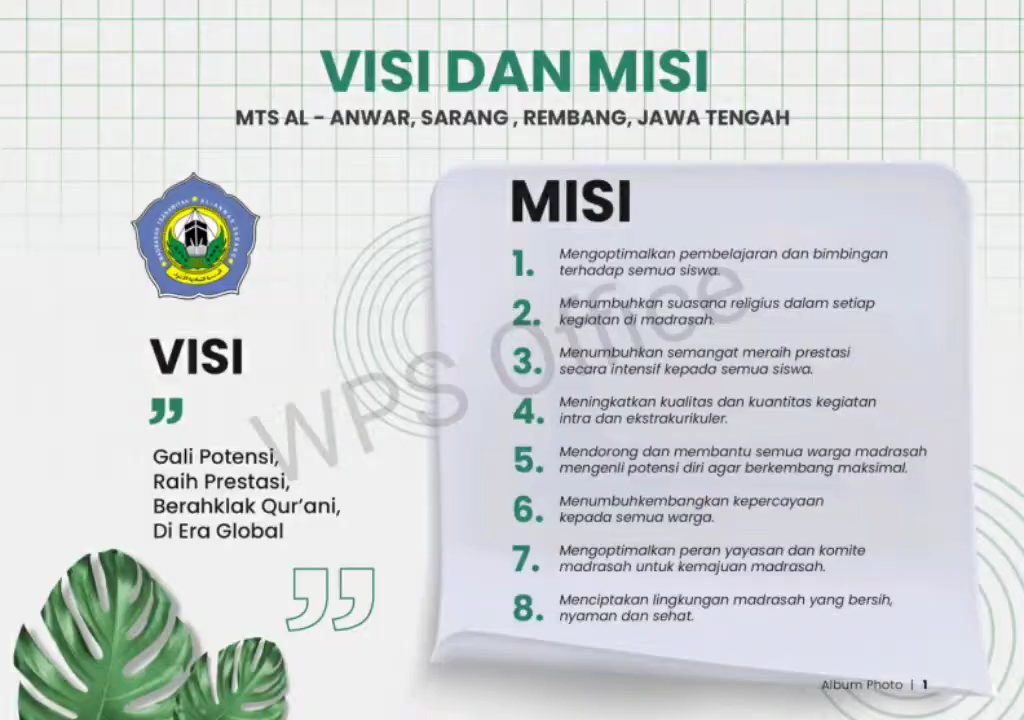 VISI DAN MISI
MTS AL - ANWAR, SARANG , REMBANG, JAWA TENGAH
VISI
”
Gali Potensi,
Raih Prestasi,
Berahklak Qur’ani,
Di Era Global
”
MISI
1. Mengoptimalkan pembelajaran dan bimbingan
terhadap semua siswa.
2. Menumbuhkan suasana religius dalam setiap
kegiatan di madrasah.
3. Menumbuhkan semangat meraih prestasi
secara intensif kepada semua siswa.
4. Meningkatkan kualitas dan kuantitas kegiatan
intra dan ekstrakurikuler.
5. Mendorong dan membantu semua warga madrasah
mengenli potensi diri agar berkembang maksimal.
6. Menumbuhkembangkan kepercayaan
kepada semua warga.
7. Mengoptimalkan peran yayasan dan komite
madrasah untuk kemajuan madrasah.
8. Menciptakan lingkungan madrasah yang bersih,
nyaman dan sehat.
WPS Office
Album Photo | 1